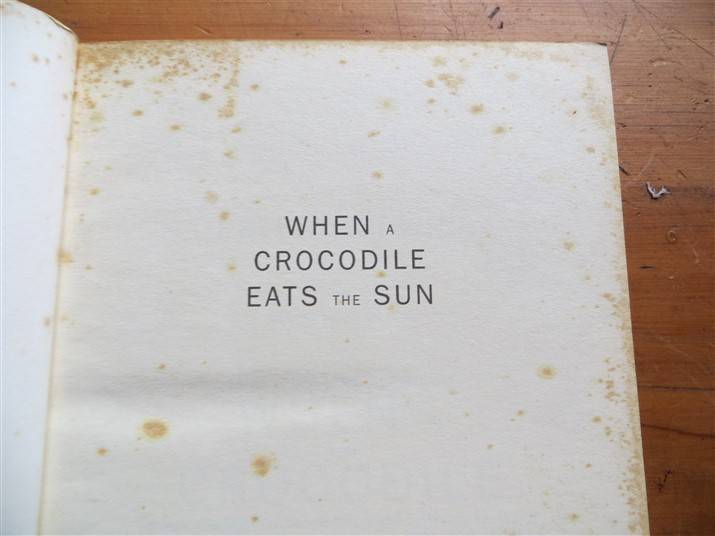 WHEN A
CROCODILE
EATS THE SUN